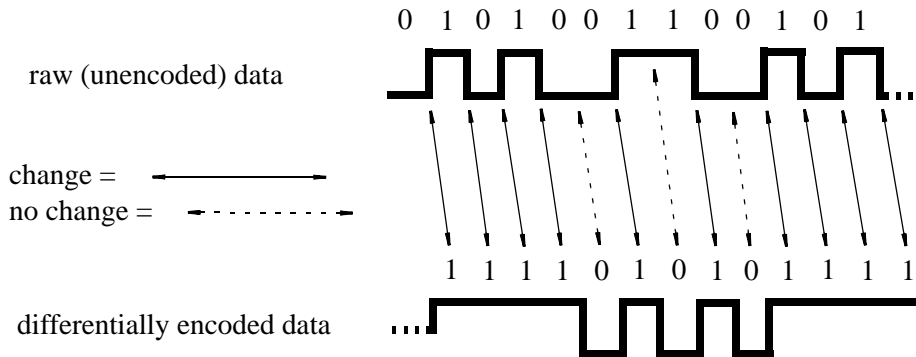 0 1 0 1 0 0 1 1 0 0 1 0 1
raw (unencoded) data
change =
no change =
1 1 1 1 0 1 0 1 0 1 1 1 1
differentially encoded data